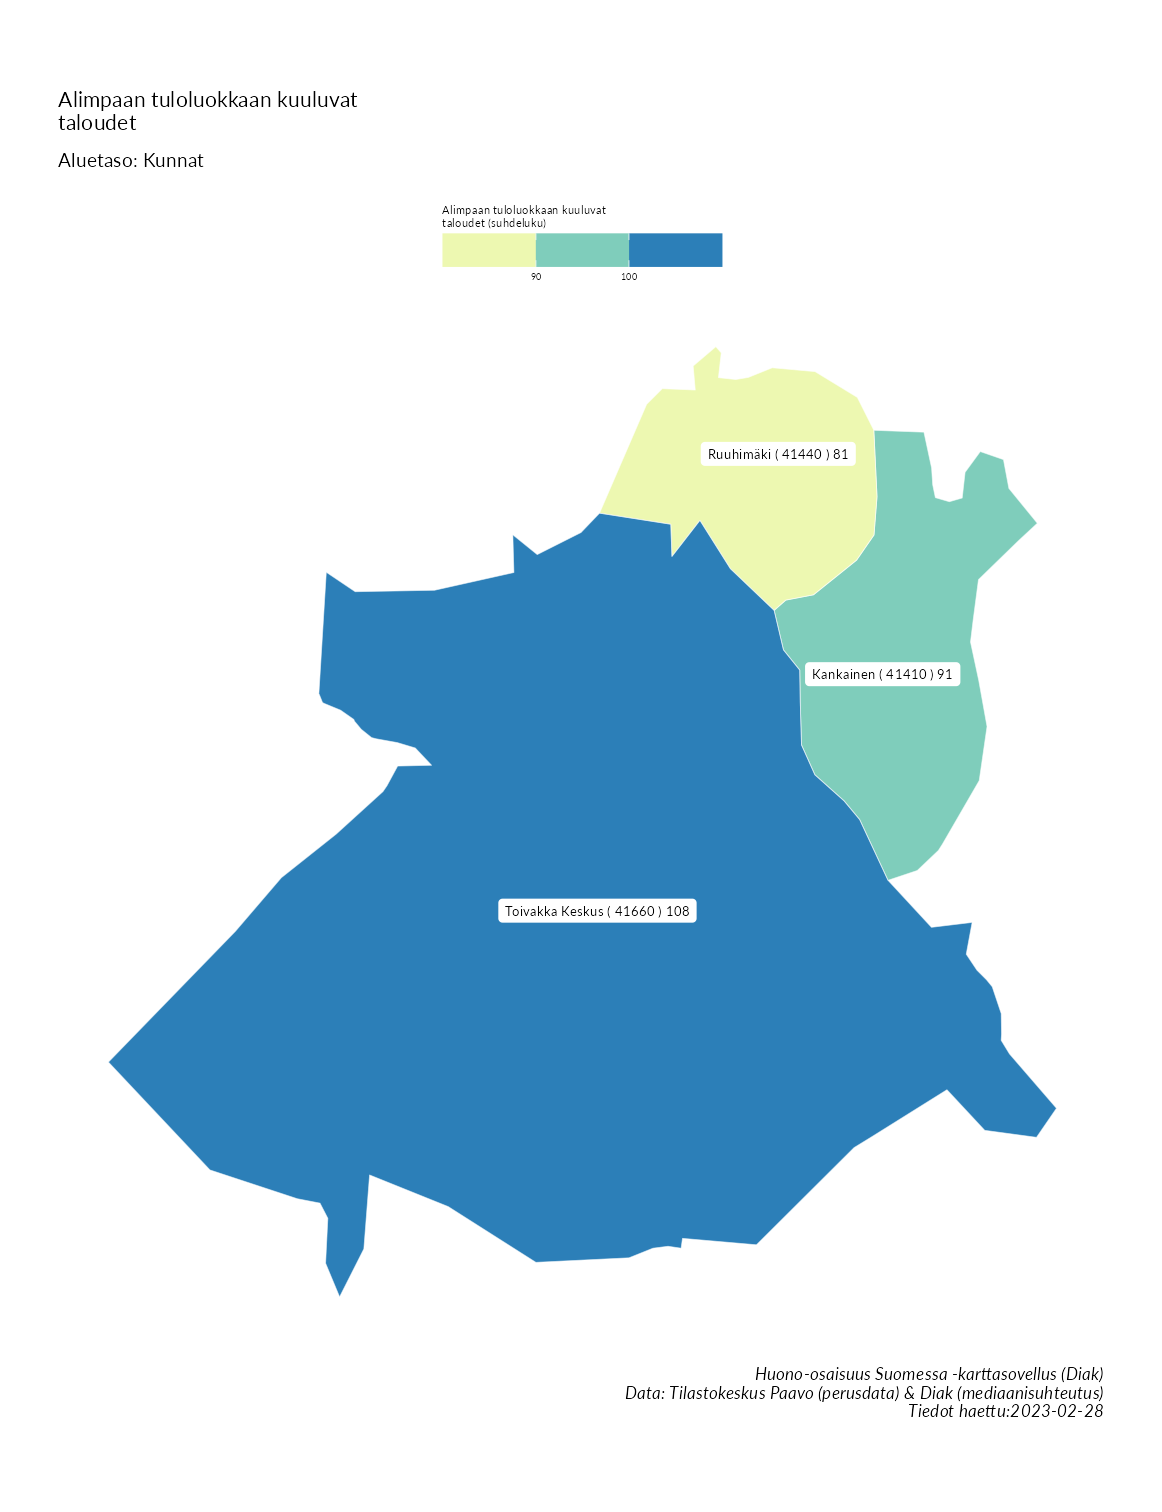 Alimpaan tuloluokkaan kuuluvat
taloudet
Aluetaso: Kunnat
Alimpaan tuloluokkaan kuuluvat
taloudet (suhdeluku)
90 100
Ruuhimäki ( 41440 ) 81
Kankainen ( 41410 ) 91
Toivakka Keskus ( 41660 ) 108
Huono-osaisuus Suomessa -karttasovellus (Diak)
Data: Tilastokeskus Paavo (perusdata) & Diak (mediaanisuhteutus)
Tiedot haettu:2023-02-28